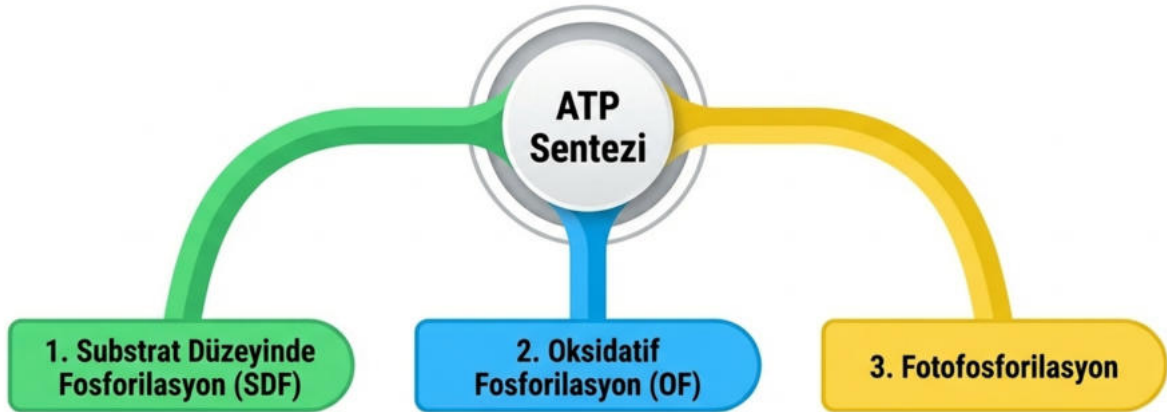 ATP
Sentezi
1. Substrat Düzeyinde
Fosforilasyon (SDF)
2. Oksidatif
Fosforilasyon (OF)
3. Fotofosforilasyon